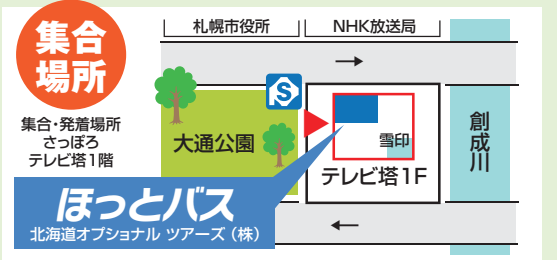 集合
場所
集合・発着場所
さっぽろ
テレビ塔1階
札幌市役所
NHK放送局
大通公園
雪印
テレビ塔1F
創成川
ほっとバス
北海道オプショナル ツアーズ（株）